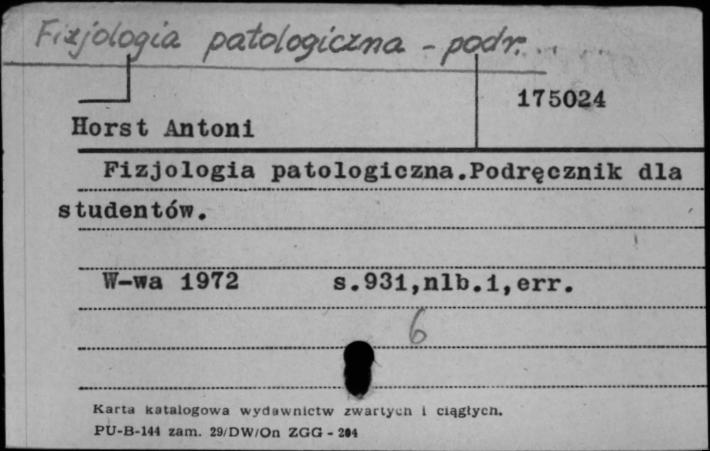 Fizjologia patologiczna - podr.
175024
Horst Antoni
Fizjologia patologiczna.Podręcznik dla
studentów.
W-wa 1972 s.931,nlb.1,err.
6
Karta katalogowa wydawnictw zwartych i ciągłych.
PU-B-144 zam. 29/DW/On ZGG - 204